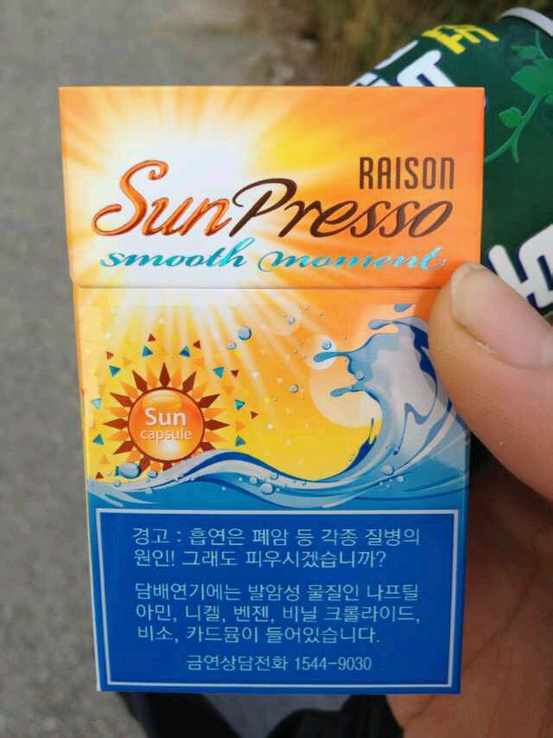 RAISON
SunPresso
smooth moment
Sun
capsule
경고 : 흡연은 폐암 등 각종 질병의
원인! 그래도 피우시겠습니까?
담배연기에는 발암성 물질인 나프틸
아민, 니켈, 벤젠, 비닐 크롤라이드,
비소, 카드뮴이 들어있습니다.
금연상담전화 1544-9030